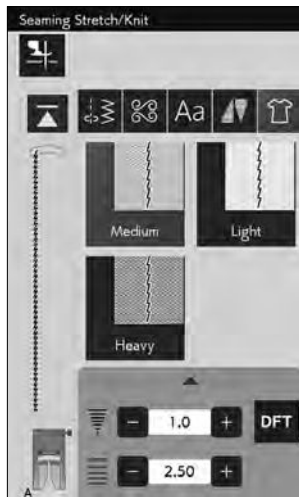 Seaming Stretch/Knit
Aa
Medium Light
Heavy
− 1.0 + DFT
− 2.50 +
A